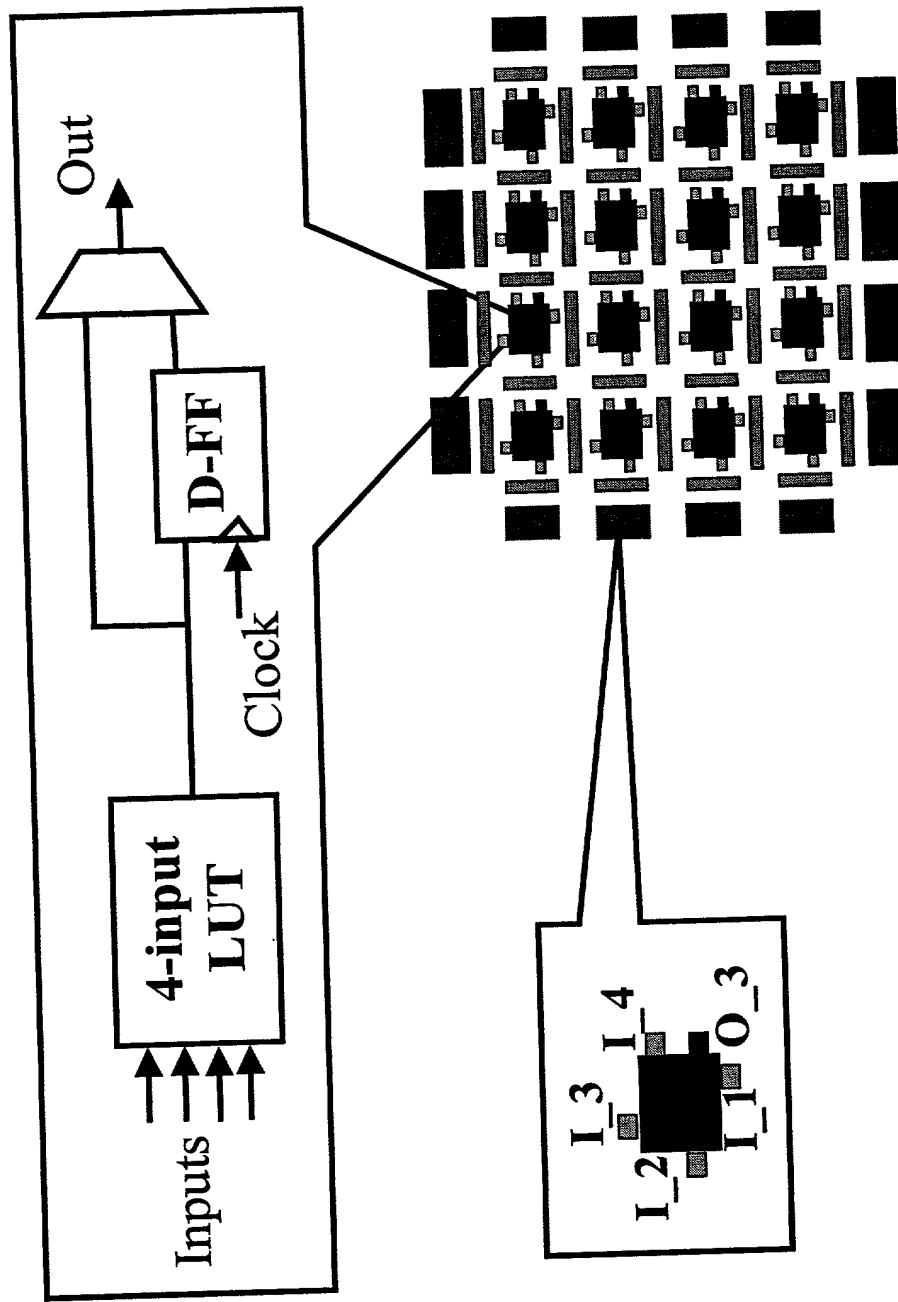 Inputs
4-input
LUT
Clock
D-FF
Out
I_3
I_4
I_2
I_1
O_3